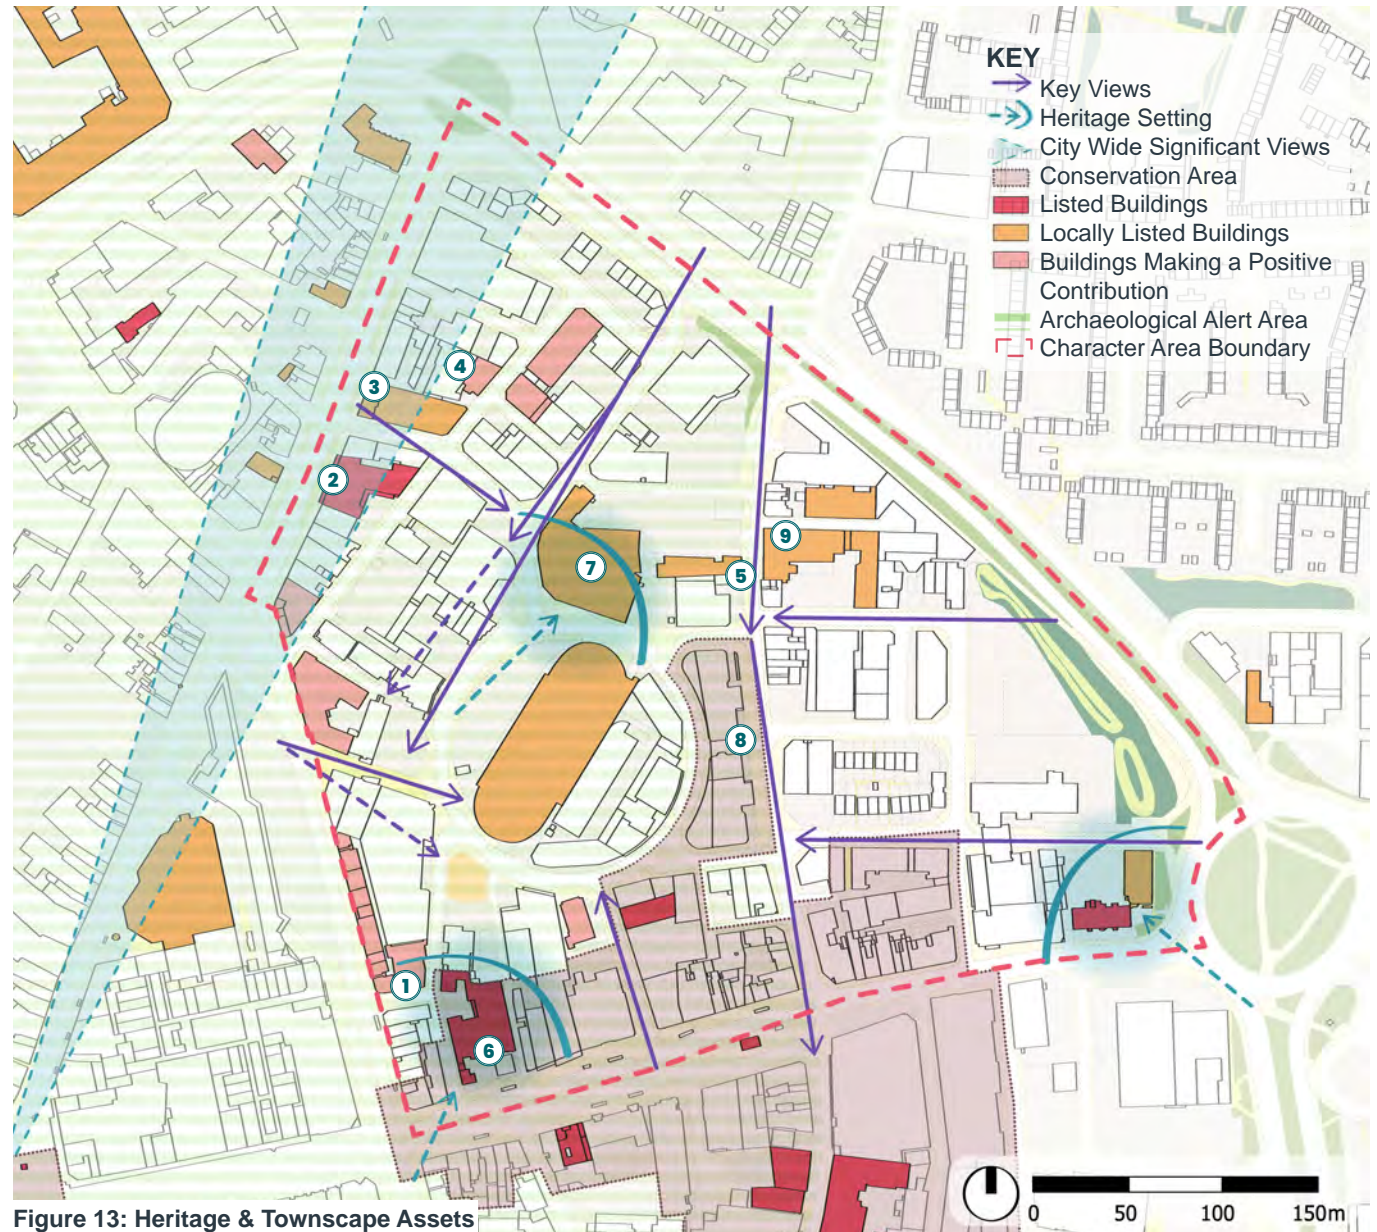 KEY
Key Views
Heritage Setting
City Wide Significant Views
Conservation Area
Listed Buildings
Locally Listed Buildings
Buildings Making a Positive
Contribution
Archaeological Alert Area
Character Area Boundary
4
3
2
9
7
5
8
1
6
0 50 100 150m
Figure 13: Heritage & Townscape Assets